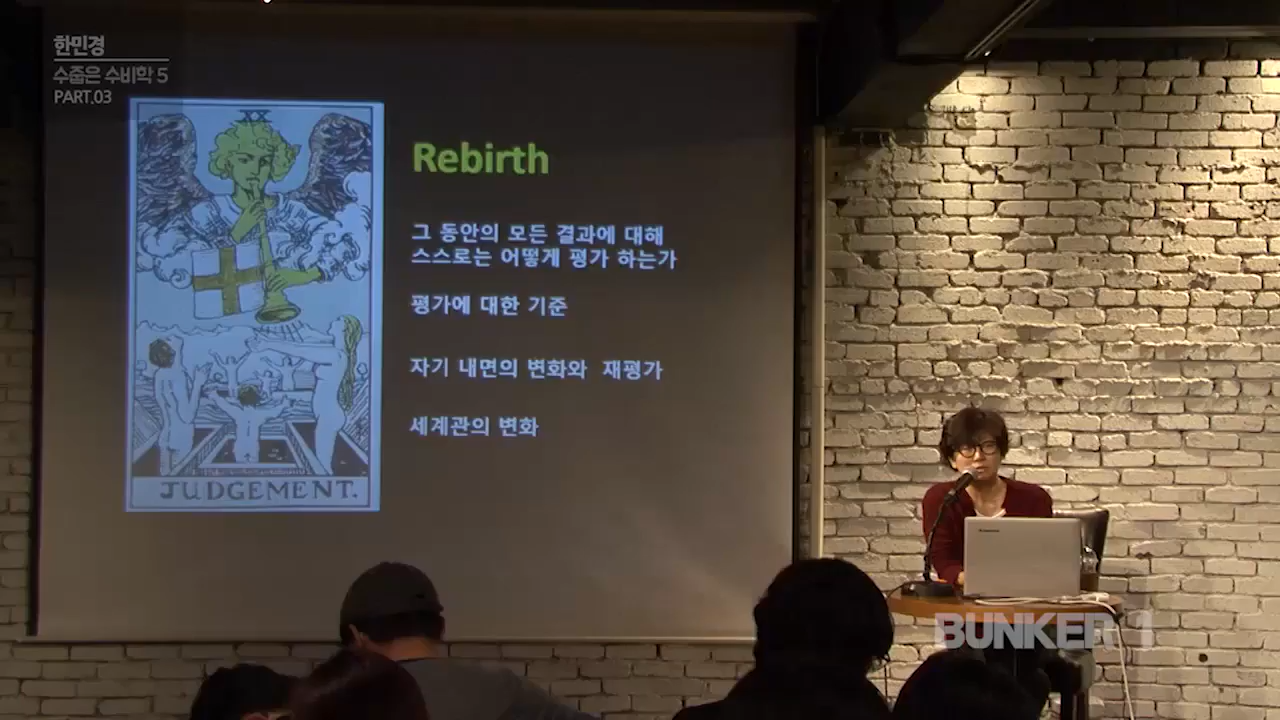 한민경
수줍은 수비학 5
PART.03
XX
JUDGEMENT.
Rebirth
그 동안의 모든 결과에 대해
스스로는 어떻게 평가 하는가
평가에 대한 기준
자기 내면의 변화와 재평가
세계관의 변화
BUNKER 1